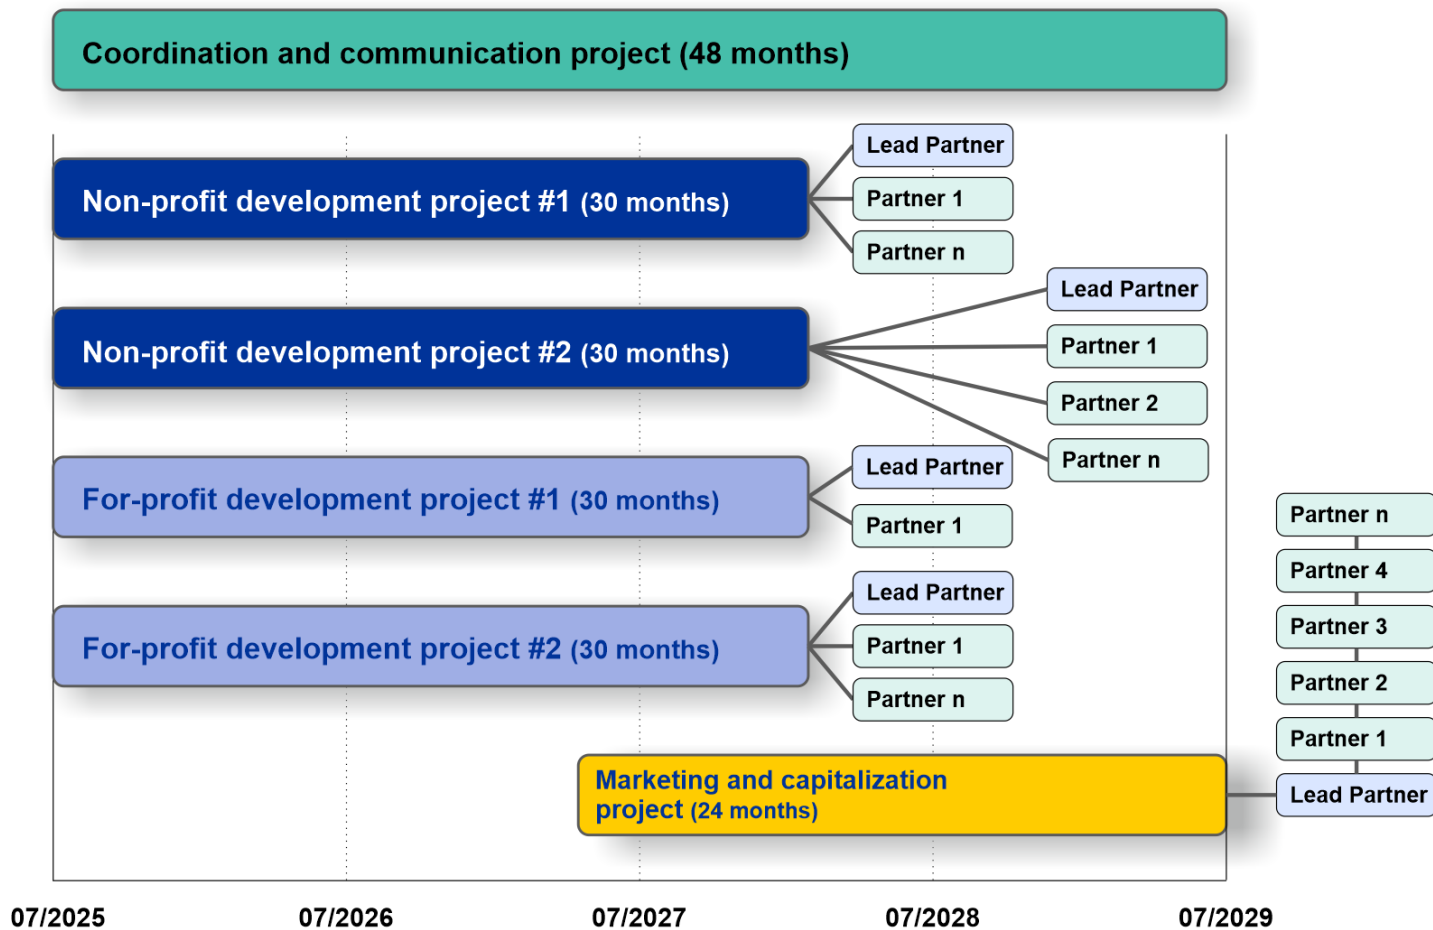 Coordination and communication project (48 months)
Non-profit development project #1 (30 months)
Lead Partner
Partner 1
Partner n
Non-profit development project #2 (30 months)
Lead Partner
Partner 1
Partner 2
Partner n
For-profit development project #1 (30 months)
Lead Partner
Partner 1
For-profit development project #2 (30 months)
Lead Partner
Partner 1
Partner n
Marketing and capitalization
project (24 months)
Partner n
Partner 4
Partner 3
Partner 2
Partner 1
Lead Partner
07/2025
07/2026
07/2027
07/2028
07/2029